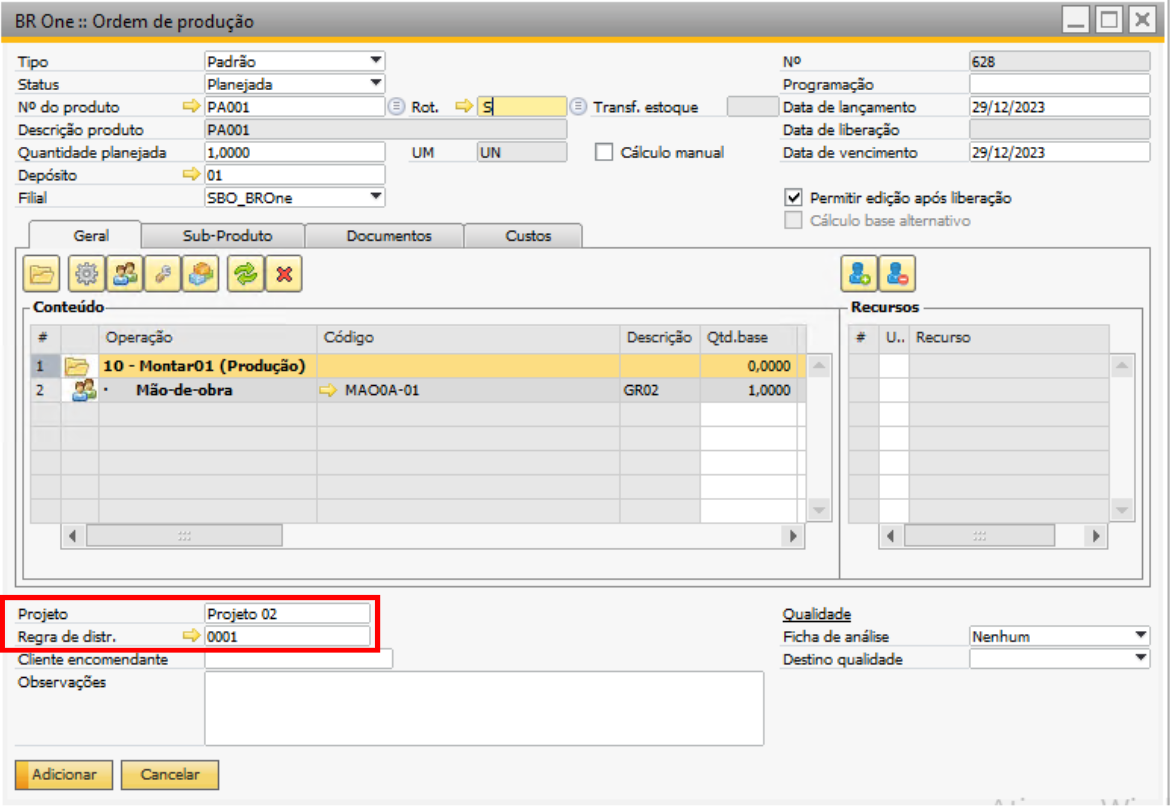 BR One :: Ordem de produção
Tipo Padrão Nº 628
Status Planejada Programação
Nº do produto PA001 Rot. S Transf. estoque Data de lançamento 29/12/2023
Descrição produto PA001 Data de liberação
Quantidade planejada 1,0000 UM UN Cálculo manual Data de vencimento 29/12/2023
Depósito 01
Filial SBO_BROne Permitir edição após liberação
Cálculo base alternativo
Geral Sub-Produto Documentos Custos
Conteúdo Recursos
# Operação Código Descrição Qtd.base # U.. Recurso
1 10 - Montar01 (Produção) 0,0000
2 · Mão-de-obra MAO0A-01 GR02 1,0000
Projeto Projeto 02 Qualidade
Regra de distr. 0001 Ficha de análise Nenhum
Cliente encomendante Destino qualidade
Observações
Adicionar Cancelar